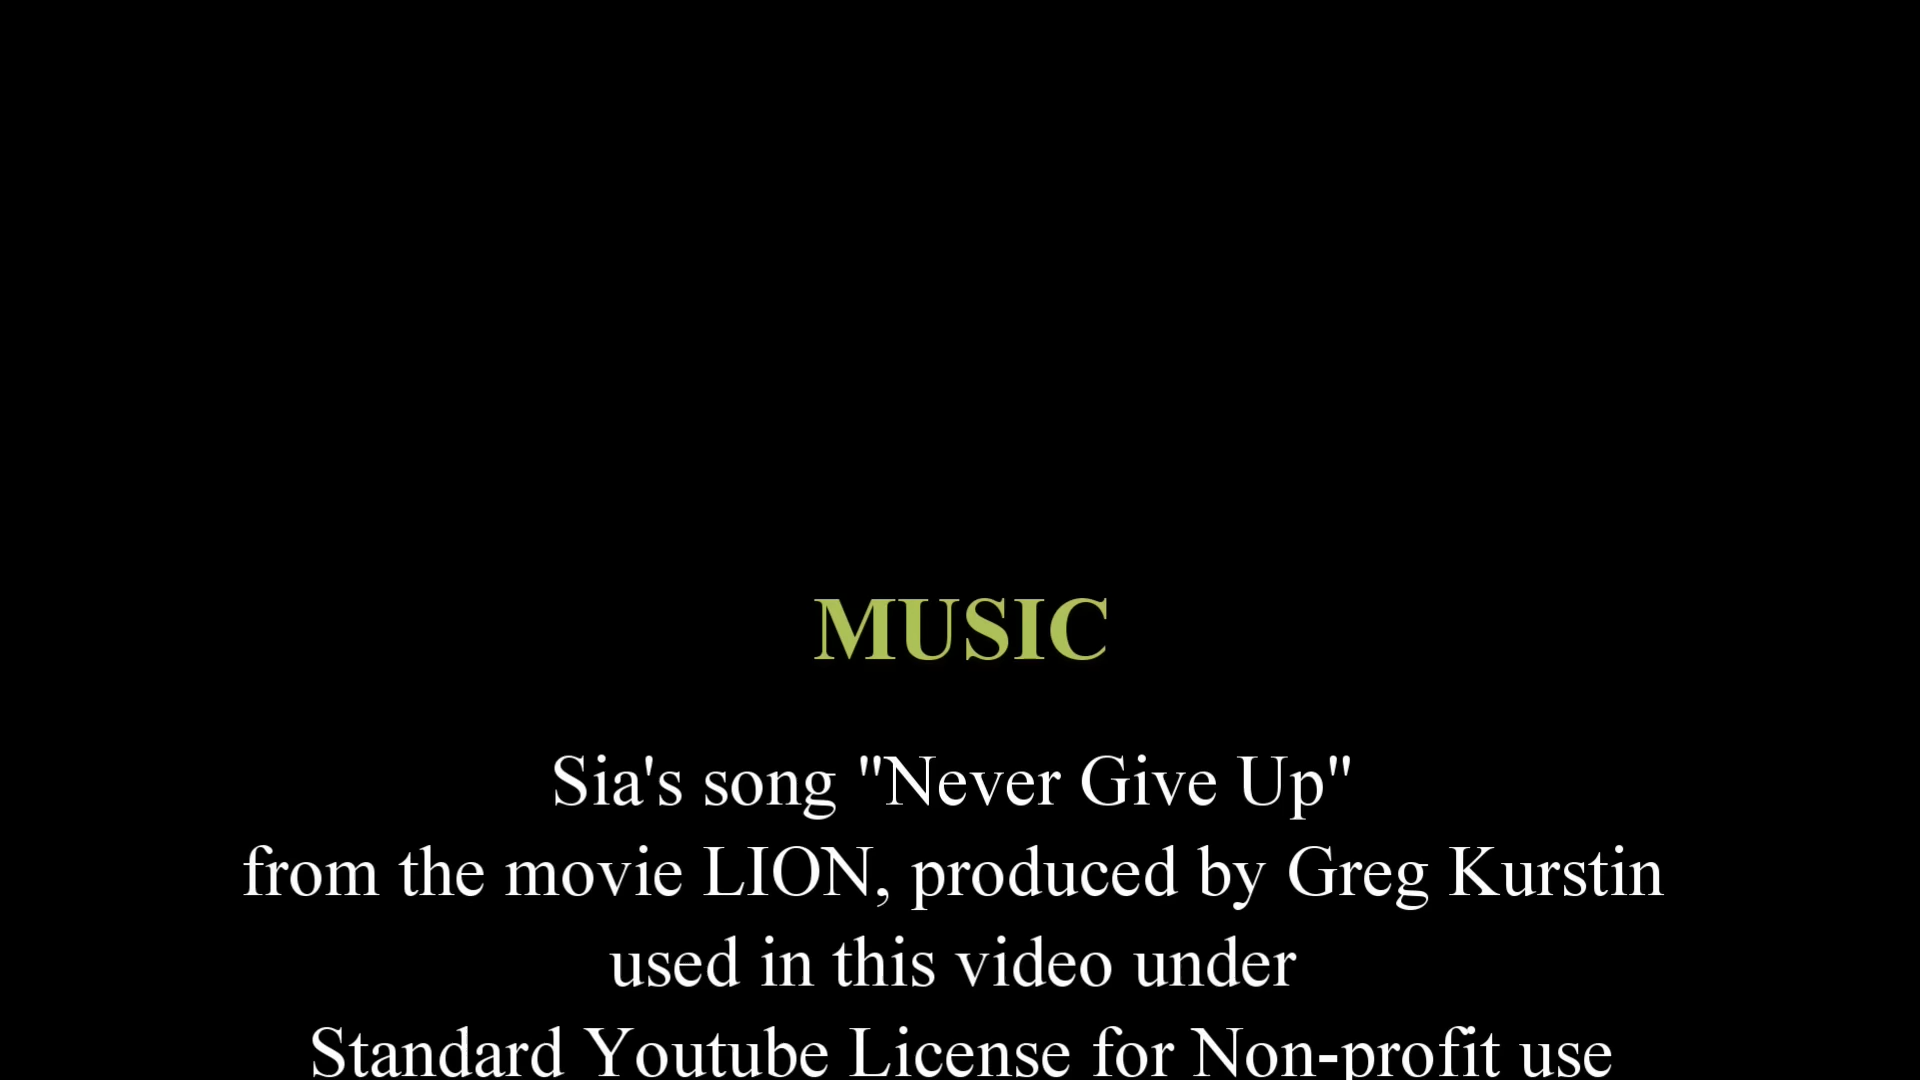 MUSIC
Sia's song "Never Give Up"
from the movie LION, produced by Greg Kurstin
used in this video under
Standard Youtube License for Non-profit use